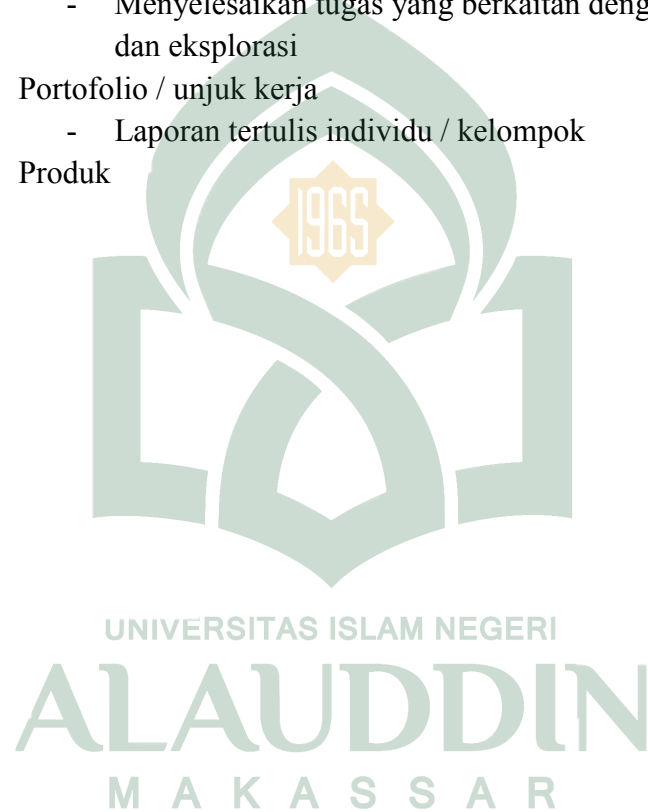 - Menyelesaikan tugas yang berkaitan deng
dan eksplorasi
Portofolio / unjuk kerja
- Laporan tertulis individu / kelompok
Produk
1965
UNIVERSITAS ISLAM NEGERI
ALAUDDIN
MAKASSAR